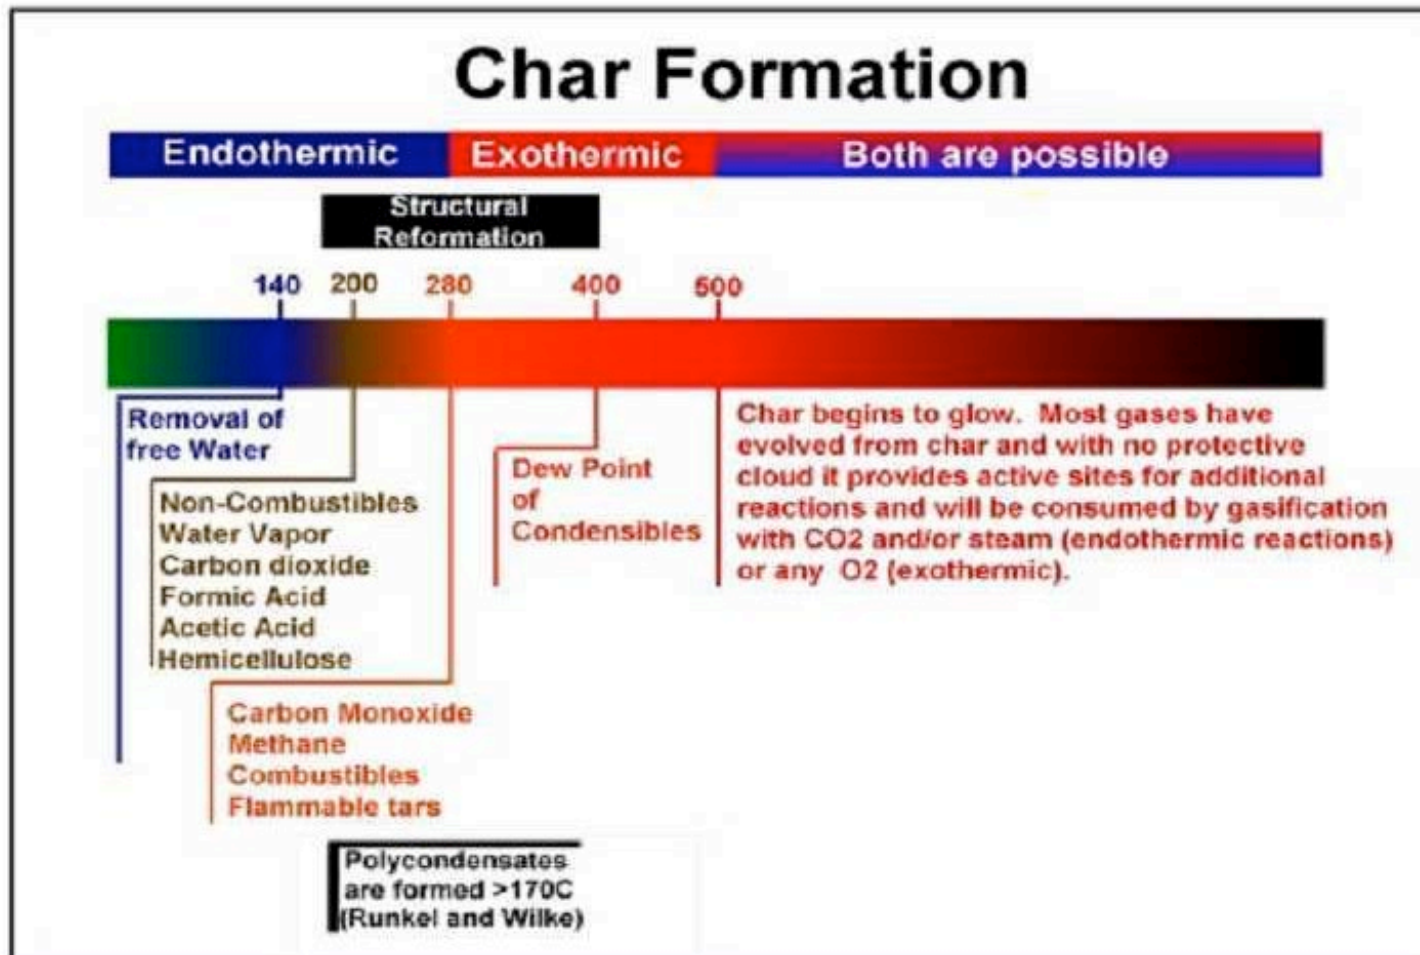 Char Formation
Endothermic Exothermic Both are possible
Structural
Reformation
140 200 280 400 500
Removal of
free Water
Non-Combustibles
Water Vapor
Carbon dioxide
Formic Acid
Acetic Acid
Hemicellulose
Carbon Monoxide
Methane
Combustibles
Flammable tars
Dew Point
of
Condensibles
Char begins to glow. Most gases have
evolved from char and with no protective
cloud it provides active sites for additional
reactions and will be consumed by gasification
with CO2 and/or steam (endothermic reactions)
or any O2 (exothermic).
Polycondensates
are formed >170C
(Runkel and Wilke)